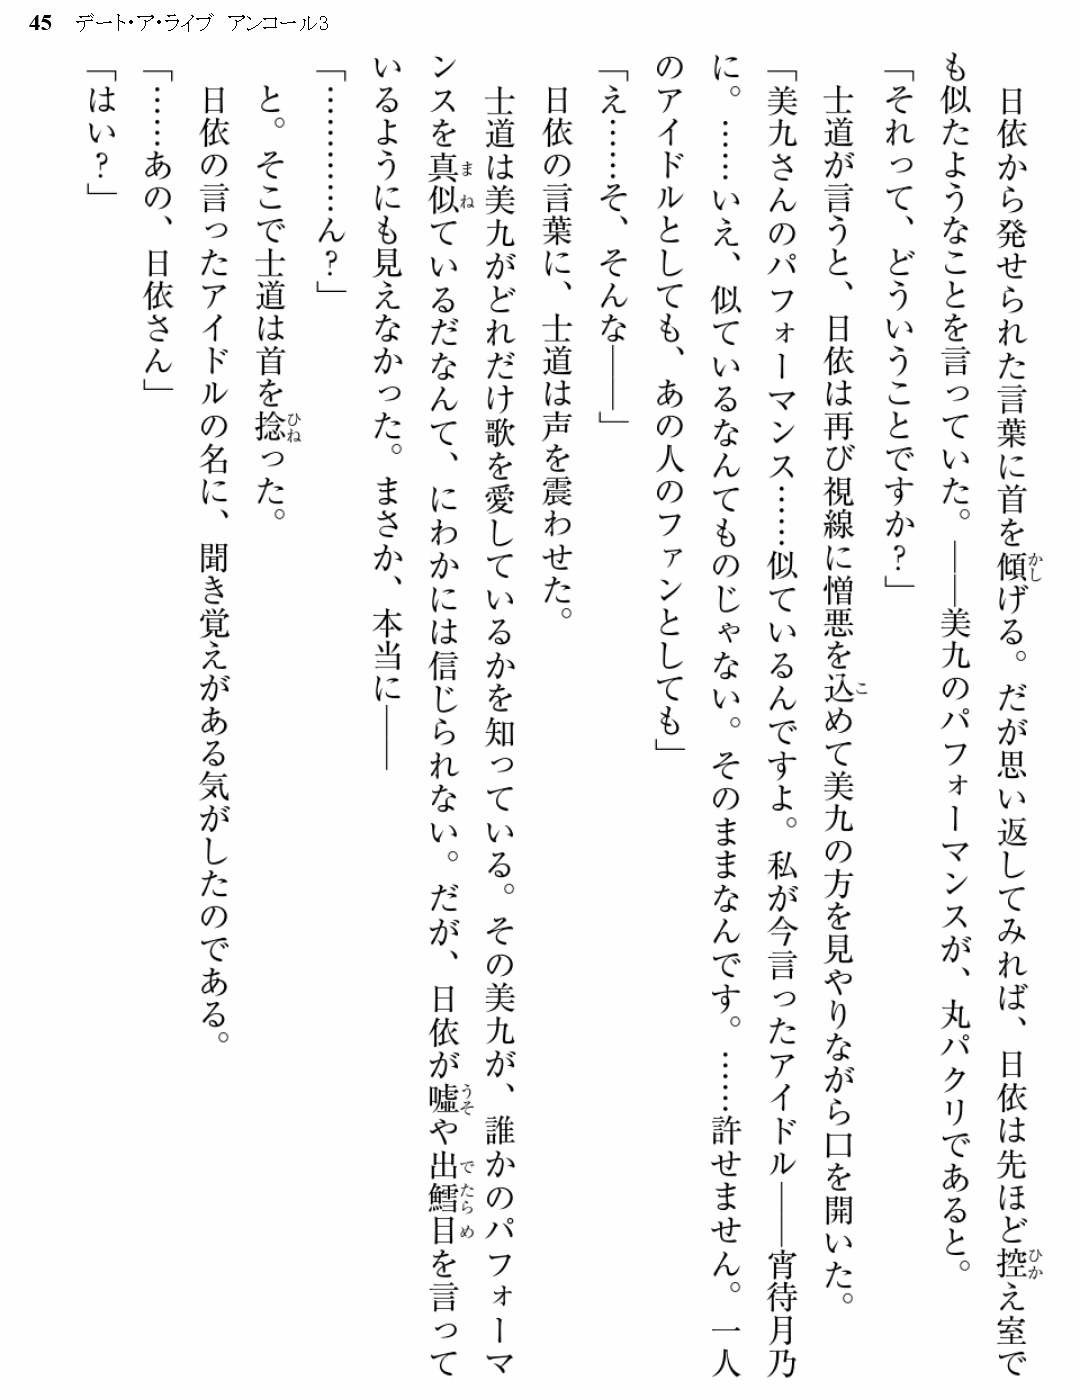 45 デート・ア・ライブ アンコール3
日依から発せられた言葉に首を傾げる。だが思い返してみれば、日依は先ほど控え室で
も似たようなことを言っていた。――美九のパフォーマンスが、丸パクリであると。
「それって、どういうことですか？」
士道が言うと、日依は再び視線に憎悪を込めて美九の方を見やりながら口を開いた。
「美九さんのパフォーマンス……似ているんですよ。私が今言ったアイドル――宵待月乃
に。……いえ、似ているなんてものじゃない。そのままなんです。……許せません。一人
のアイドルとしても、あの人のファンとしても」
「え……そ、そんな――」
日依の言葉に、士道は声を震わせた。
士道は美九がどれだけ歌を愛しているかを知っている。その美九が、誰かのパフォーマ
ンスを真似ているだなんて、にわかには信じられない。だが、日依が嘘や出鱈目を言って
いるようにも見えなかった。まさか、本当に――
「…………ん？」
と。そこで士道は首を捻った。
日依の言ったアイドルの名に、聞き覚えがある気がしたのである。
「……あの、日依さん」
「はい？」